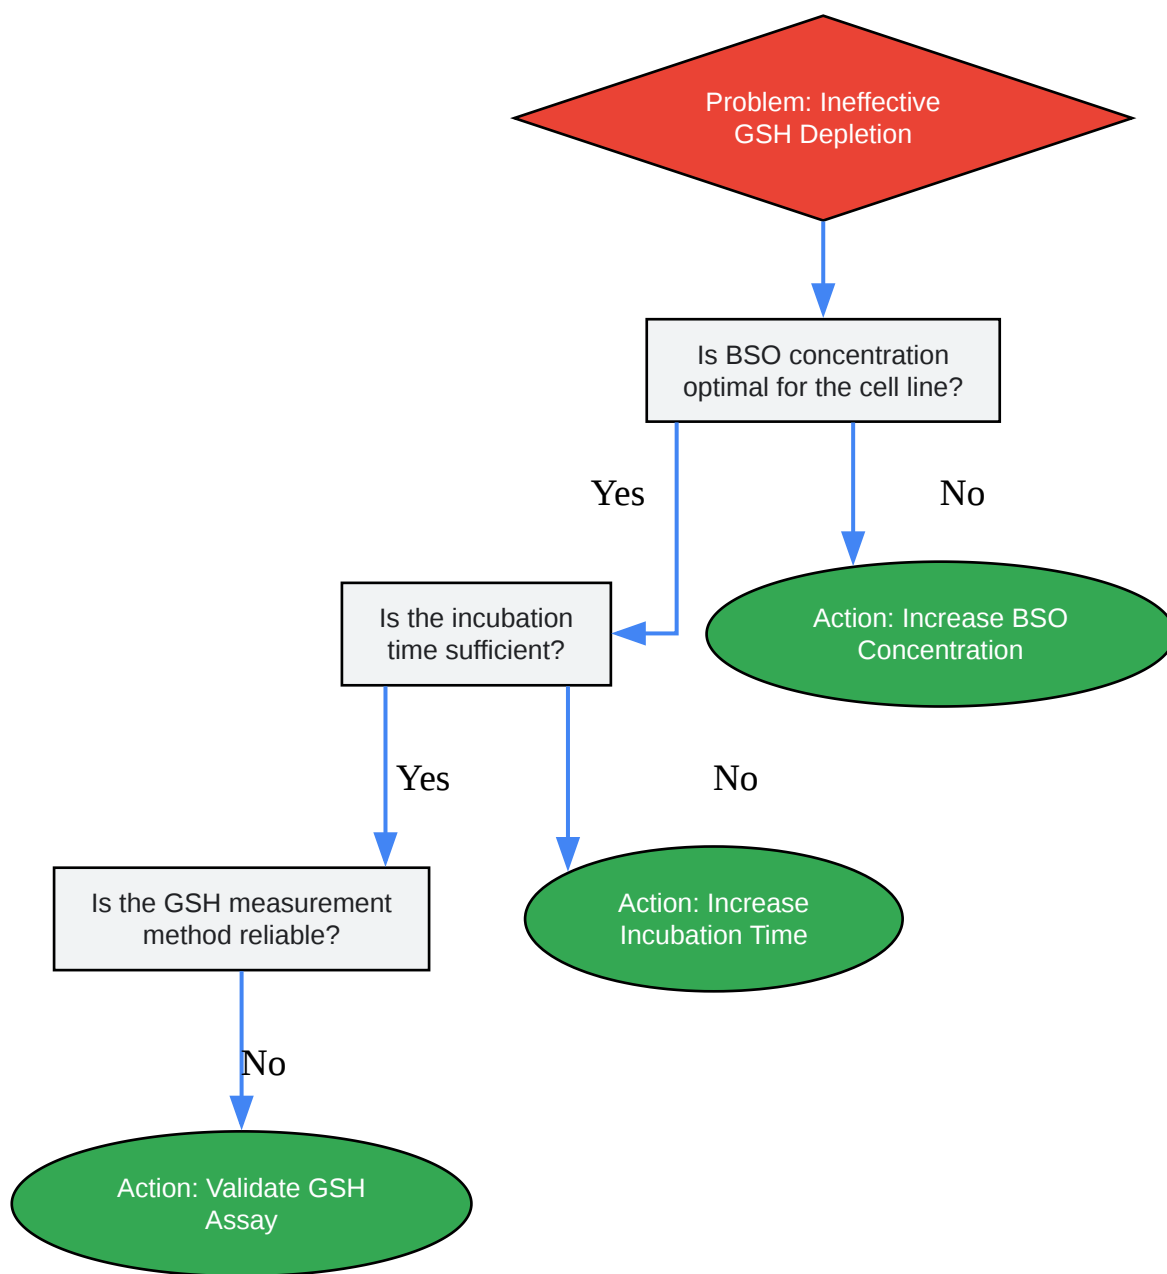 Problem: Ineffective
GSH Depletion
Is BSO concentration
optimal for the cell line?
Yes
No
Is the incubation
time sufficient?
Action: Increase BSO
Concentration
Yes
No
Is the GSH measurement
method reliable?
Action: Increase
Incubation Time
No
Action: Validate GSH
Assay